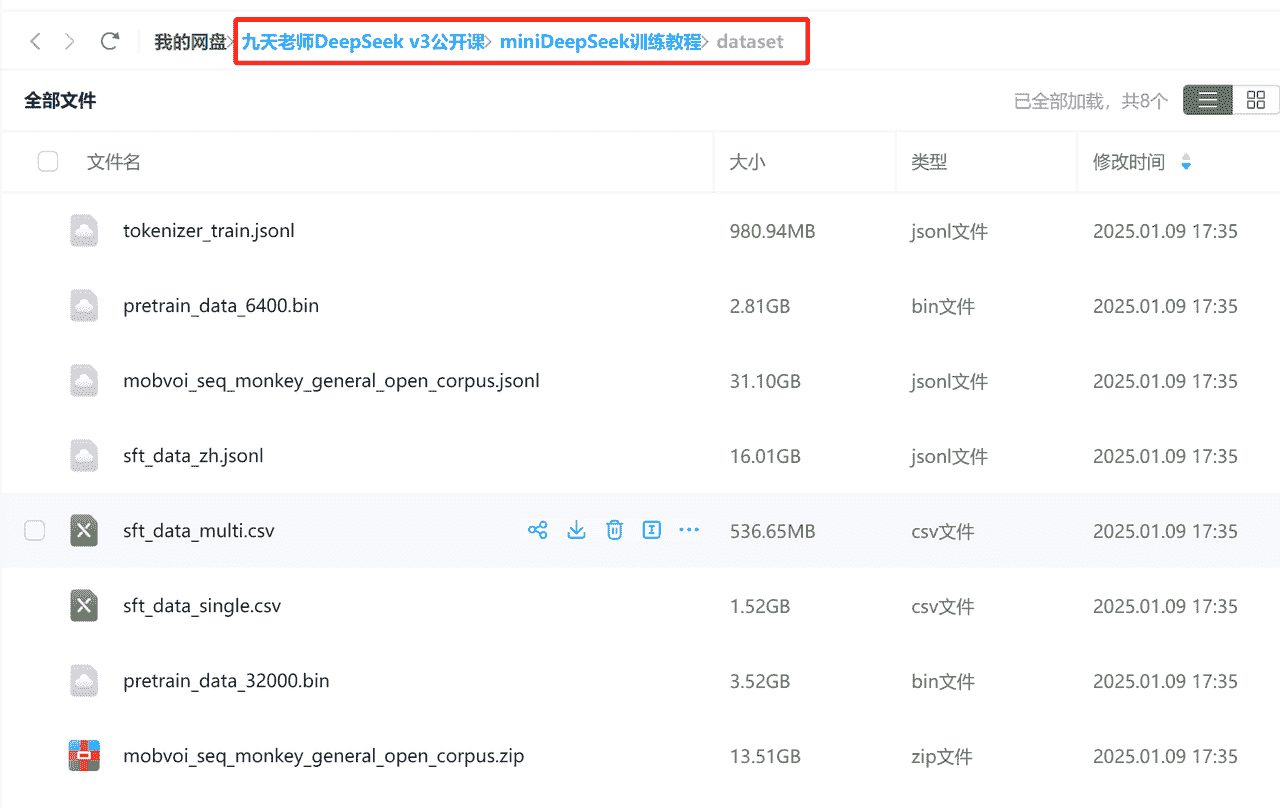 我的网盘> 九天老师DeepSeek v3公开课> miniDeepSeek训练教程> dataset
全部文件 已全部加载，共8个
文件名 大小 类型 修改时间
tokenizer_train.jsonl 980.94MB jsonl文件 2025.01.09 17:35
pretrain_data_6400.bin 2.81GB bin文件 2025.01.09 17:35
mobvoi_seq_monkey_general_open_corpus.jsonl 31.10GB jsonl文件 2025.01.09 17:35
sft_data_zh.jsonl 16.01GB jsonl文件 2025.01.09 17:35
sft_data_multi.csv 536.65MB csv文件 2025.01.09 17:35
sft_data_single.csv 1.52GB csv文件 2025.01.09 17:35
pretrain_data_32000.bin 3.52GB bin文件 2025.01.09 17:35
mobvoi_seq_monkey_general_open_corpus.zip 13.51GB zip文件 2025.01.09 17:35